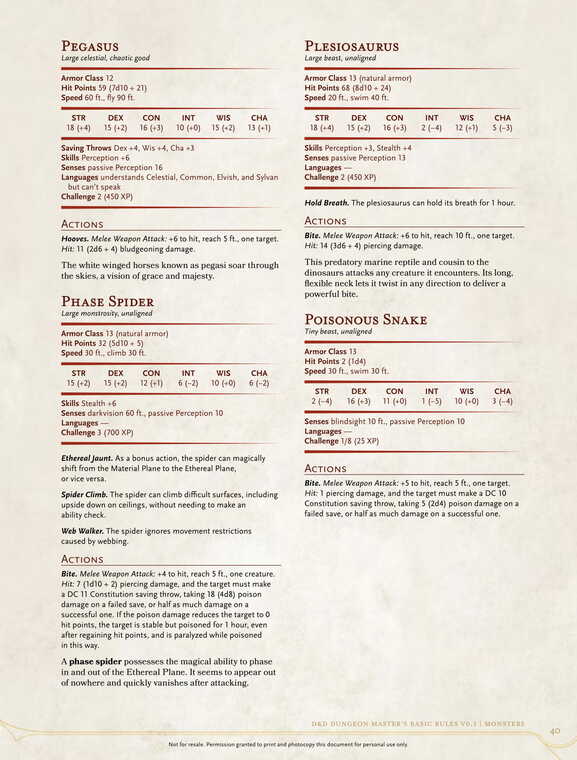 Pegasus
Large celestial, chaotic good
Armor Class 12
Hit Points 59 (7d10 + 21)
Speed 60 ft., fly 90 ft.
STR DEX CON INT WIS CHA
18 (+4) 15 (+2) 16 (+3) 10 (+0) 15 (+2) 13 (+1)
Saving Throws Dex +4, Wis +4, Cha +3
Skills Perception +6
Senses passive Perception 16
Languages understands Celestial, Common, Elvish, and Sylvan
but can't speak
Challenge 2 (450 XP)
Actions
Hooves. Melee Weapon Attack: +6 to hit, reach 5 ft., one target.
Hit: 11 (2d6 + 4) bludgeoning damage.
The white winged horses known as pegasi soar through
the skies, a vision of grace and majesty.
Phase Spider
Large monstrosity, unaligned
Armor Class 13 (natural armor)
Hit Points 32 (5d10 + 5)
Speed 30 ft., climb 30 ft.
STR DEX CON INT WIS CHA
15 (+2) 15 (+2) 12 (+1) 6 (−2) 10 (+0) 6 (−2)
Skills Stealth +6
Senses darkvision 60 ft., passive Perception 10
Languages —
Challenge 3 (700 XP)
Ethereal Jaunt. As a bonus action, the spider can magically
shift from the Material Plane to the Ethereal Plane,
or vice versa.
Spider Climb. The spider can climb difficult surfaces, including
upside down on ceilings, without needing to make an
ability check.
Web Walker. The spider ignores movement restrictions
caused by webbing.
Actions
Bite. Melee Weapon Attack: +4 to hit, reach 5 ft., one creature.
Hit: 7 (1d10 + 2) piercing damage, and the target must make
a DC 11 Constitution saving throw, taking 18 (4d8) poison
damage on a failed save, or half as much damage on a
successful one. If the poison damage reduces the target to 0
hit points, the target is stable but poisoned for 1 hour, even
after regaining hit points, and is paralyzed while poisoned
in this way.
A phase spider possesses the magical ability to phase
in and out of the Ethereal Plane. It seems to appear out
of nowhere and quickly vanishes after attacking.
Plesiosaurus
Large beast, unaligned
Armor Class 13 (natural armor)
Hit Points 68 (8d10 + 24)
Speed 20 ft., swim 40 ft.
STR DEX CON INT WIS CHA
18 (+4) 15 (+2) 16 (+3) 2 (−4) 12 (+1) 5 (−3)
Skills Perception +3, Stealth +4
Senses passive Perception 13
Languages —
Challenge 2 (450 XP)
Hold Breath. The plesiosaurus can hold its breath for 1 hour.
Actions
Bite. Melee Weapon Attack: +6 to hit, reach 10 ft., one target.
Hit: 14 (3d6 + 4) piercing damage.
This predatory marine reptile and cousin to the
dinosaurs attacks any creature it encounters. Its long,
flexible neck lets it twist in any direction to deliver a
powerful bite.
Poisonous Snake
Tiny beast, unaligned
Armor Class 13
Hit Points 2 (1d4)
Speed 30 ft., swim 30 ft.
STR DEX CON INT WIS CHA
2 (−4) 16 (+3) 11 (+0) 1 (−5) 10 (+0) 3 (−4)
Senses blindsight 10 ft., passive Perception 10
Languages —
Challenge 1/8 (25 XP)
Actions
Bite. Melee Weapon Attack: +5 to hit, reach 5 ft., one target.
Hit: 1 piercing damage, and the target must make a DC 10
Constitution saving throw, taking 5 (2d4) poison damage on a
failed save, or half as much damage on a successful one.
D&D Dungeon Master's Basic Rules v0.3 | Monsters
40
Not for resale. Permission granted to print and photocopy this document for personal use only.